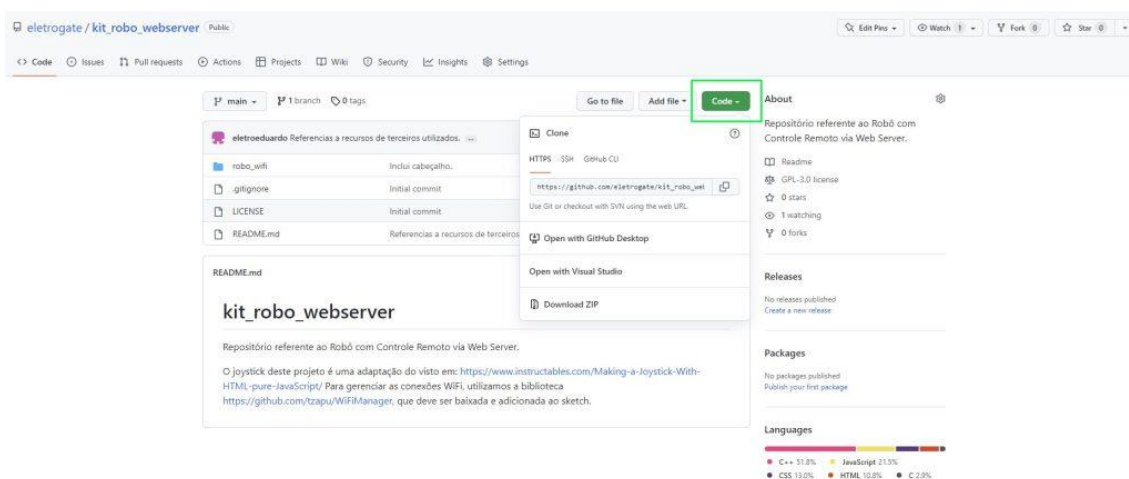 eletrogate / kit_robo_webserver Public
Edit Pins Watch 1 Fork 0 Star 0
<> Code Issues Pull requests Actions Projects Wiki Security Insights Settings
main 1 branch 0 tags Go to file Add file Code
eletroeduardo Referencias a recursos de terceiros utilizados. ...
robo_wifi Inclui cabeçalho.
.gitignore Initial commit
LICENSE Initial commit
README.md Referencias a recursos de terceiros
Clone
HTTPS SSH GitHub CLI
https://github.com/eletrogate/kit_robo_wel
Use Git or checkout with SVN using the web URL.
Open with GitHub Desktop
Open with Visual Studio
Download ZIP
README.md
kit_robo_webserver
Repositório referente ao Robô com Controle Remoto via Web Server.
O joystick deste projeto é uma adaptação do visto em: https://www.instructables.com/Making-a-Joystick-With-
HTML-pure-JavaScript/ Para gerenciar as conexões WiFi, utilizamos a biblioteca
https://github.com/tzapu/WiFiManager, que deve ser baixada e adicionada ao sketch.
About
Repositório referente ao Robô com
Controle Remoto via Web Server.
Readme
GPL-3.0 license
0 stars
1 watching
0 forks
Releases
No releases published
Create a new release
Packages
No packages published
Publish your first package
Languages
C++ 51.8% JavaScript 21.5%
CSS 13.0% HTML 10.8% C 2.9%